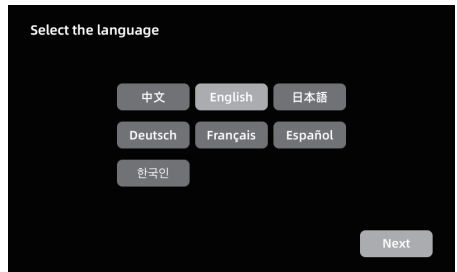 Select the language
中文 English 日本語
Deutsch Français Español
한국인
Next